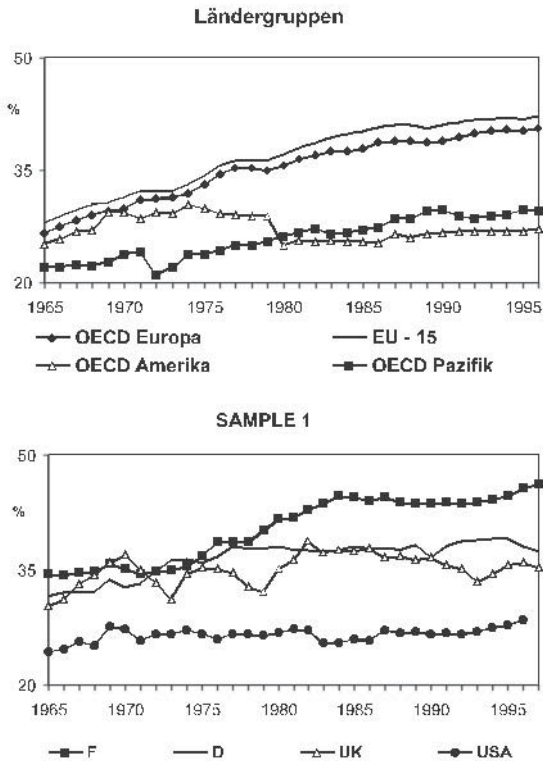 Ländergruppen
50
%
35
20
1965 1970 1975 1980 1985 1990 1995
OECD Europa EU - 15
OECD Amerika OECD Pazifik
SAMPLE 1
50
%
35
20
1965 1970 1975 1980 1985 1990 1995
F D UK USA